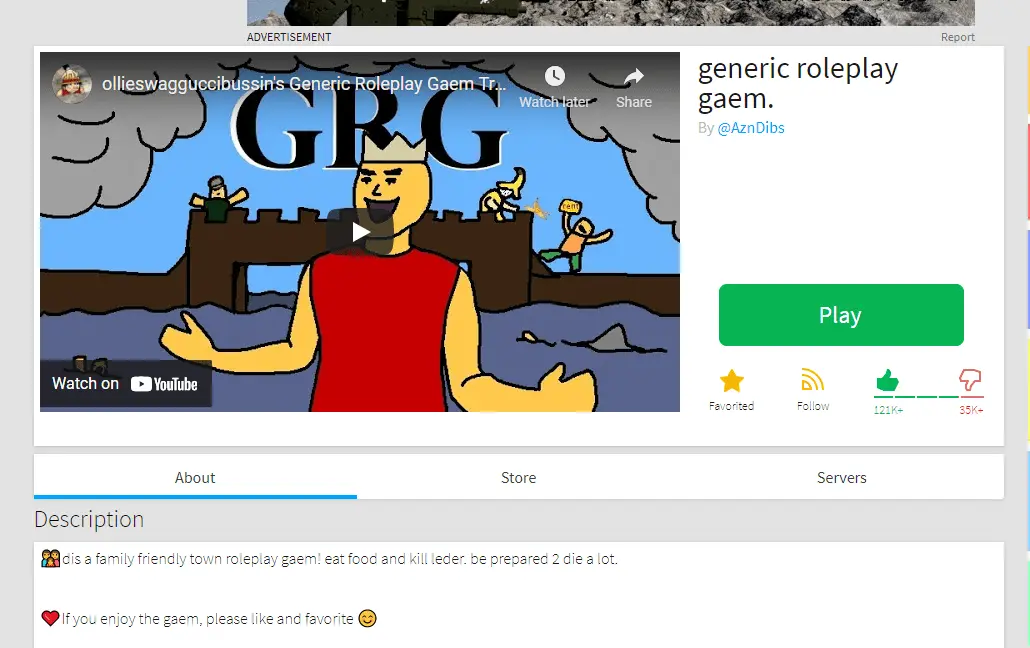 ADVERTISEMENT
Report
ollieswagguccibussin's Generic Roleplay Gaem Tr...
Watch later
Share
GRG
rent
Watch on YouTube
generic roleplay
gaem.
By @AznDibs
Play
Favorited
Follow
121K+
35K+
About
Store
Servers
Description
dis a family friendly town roleplay gaem! eat food and kill leder. be prepared 2 die a lot.
If you enjoy the gaem, please like and favorite